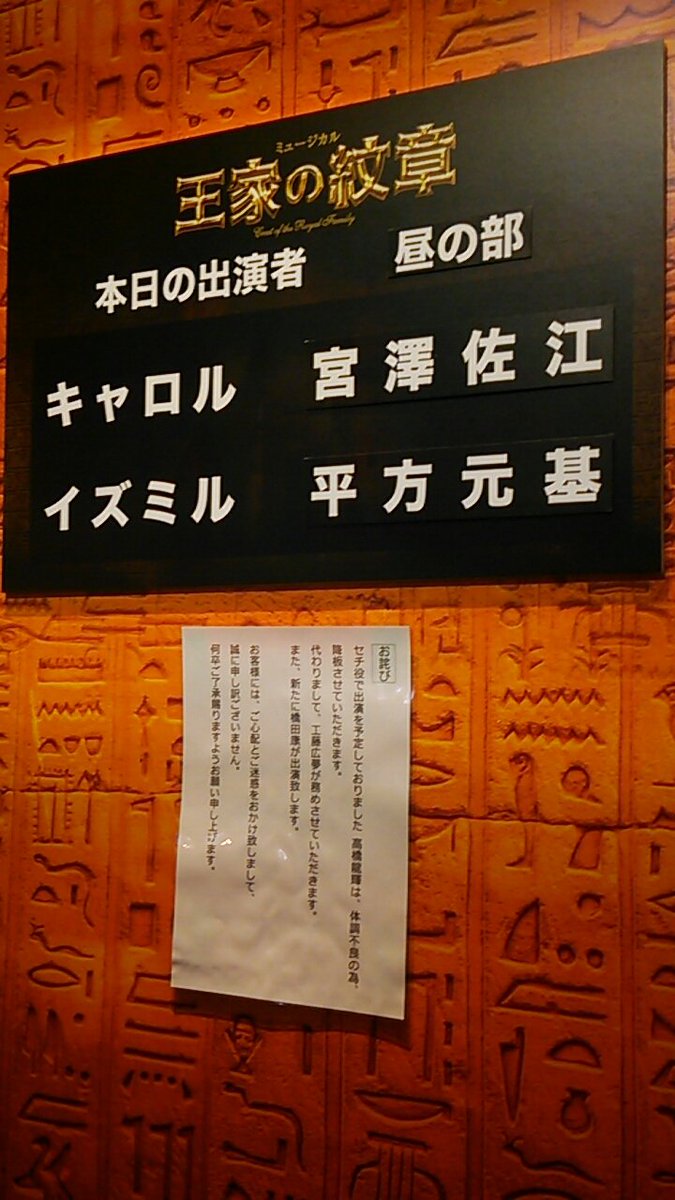 ミュージカル
王家の紋章
Crest of the Royal Family
本日の出演者 昼の部
キャロル 宮澤佐江
イズミル 平方元基
お詫び
セチ役で出演を予定しておりました 高橋龍輝は、体調不良の為、
降板させていただきます。
代わりまして、工藤広夢が務めさせていただきます。
また、新たに橋田康が出演致します。
お客様には、ご心配とご迷惑をおかけ致しまして、
誠に申し訳ございません。
何卒ご了承賜りますようお願い申し上げます。